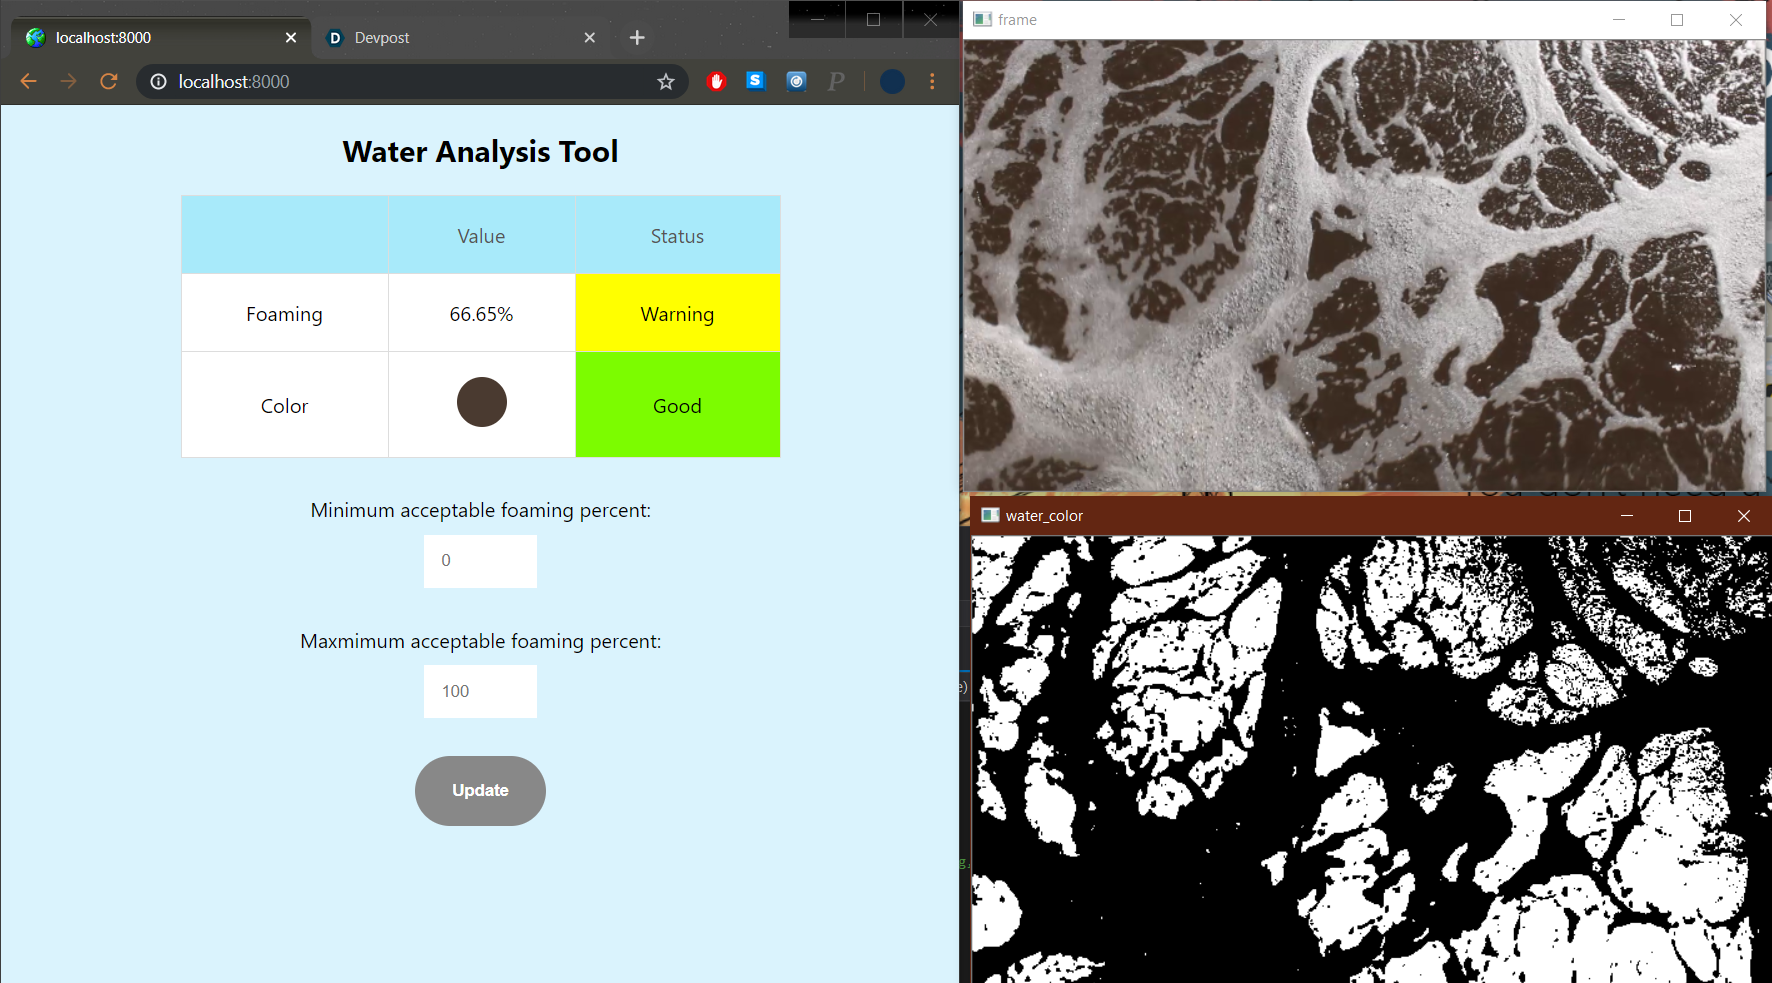 localhost:8000
Devpost
localhost:8000
Water Analysis Tool
Value Status
Foaming 66.65% Warning
Color Good
Minimum acceptable foaming percent:
0
Maxmimum acceptable foaming percent:
100
Update
frame
water_color